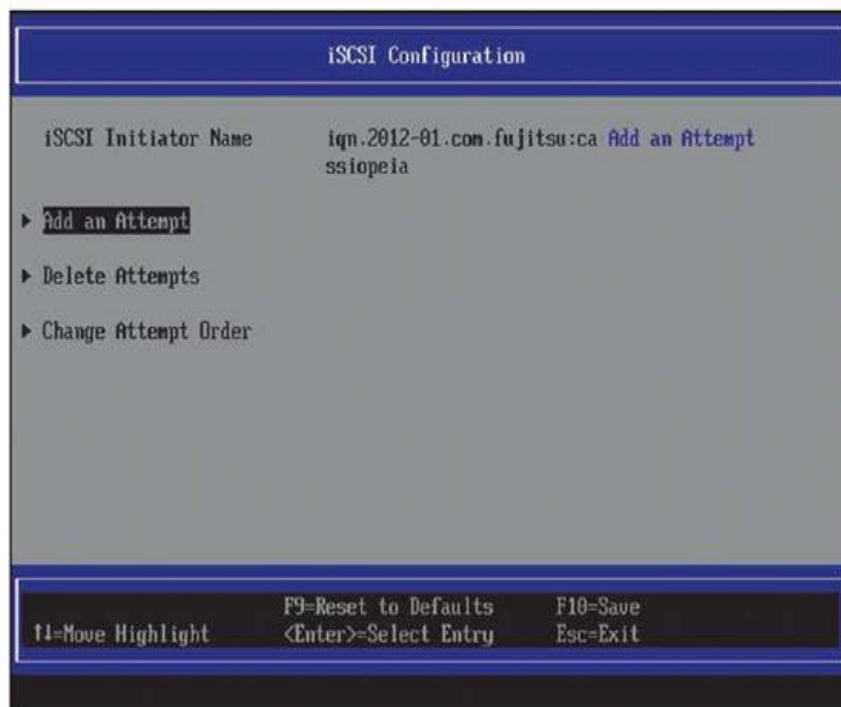 iSCSI Configuration
iSCSI Initiator Name iqn.2012-01.com.fujitsu:ca Add an Attempt
ssiopeia
Add an Attempt
Delete Attempts
Change Attempt Order
F9=Reset to Defaults F10=Save
↑↓=Move Highlight <Enter>=Select Entry Esc=Exit